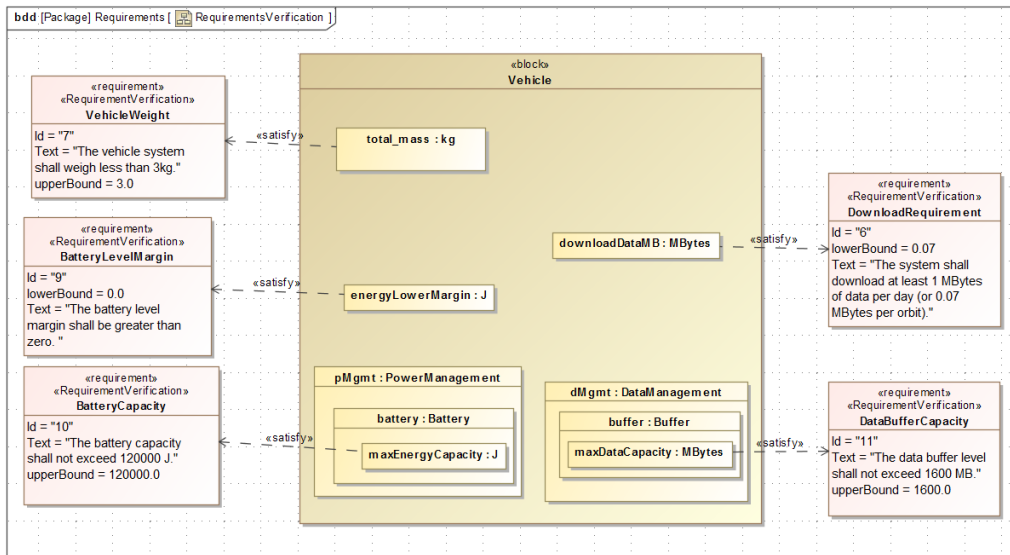 bdd [Package] Requirements [ RequirementsVerification ]
«block»
Vehicle
«requirement»
«RequirementVerification»
VehicleWeight
Id = "7"
Text = "The vehicle system
shall weigh less than 3kg."
upperBound = 3.0
«satisfy»
total_mass : kg
«requirement»
«RequirementVerification»
DownloadRequirement
Id = "6"
lowerBound = 0.07
Text = "The system shall
download at least 1 MBytes
of data per day (or 0.07
MBytes per orbit)."
downloadDataMB : MBytes
«satisfy»
«requirement»
«RequirementVerification»
BatteryLevelMargin
Id = "9"
lowerBound = 0.0
Text = "The battery level
margin shall be greater than
zero. "
«satisfy»
energyLowerMargin : J
«requirement»
«RequirementVerification»
BatteryCapacity
Id = "10"
Text = "The battery capacity
shall not exceed 120000 J."
upperBound = 120000.0
«satisfy»
pMgmt : PowerManagement
battery : Battery
maxEnergyCapacity : J
dMgmt : DataManagement
buffer : Buffer
maxDataCapacity : MBytes
«satisfy»
«requirement»
«RequirementVerification»
DataBufferCapacity
Id = "11"
Text = "The data buffer level
shall not exceed 1600 MB."
upperBound = 1600.0